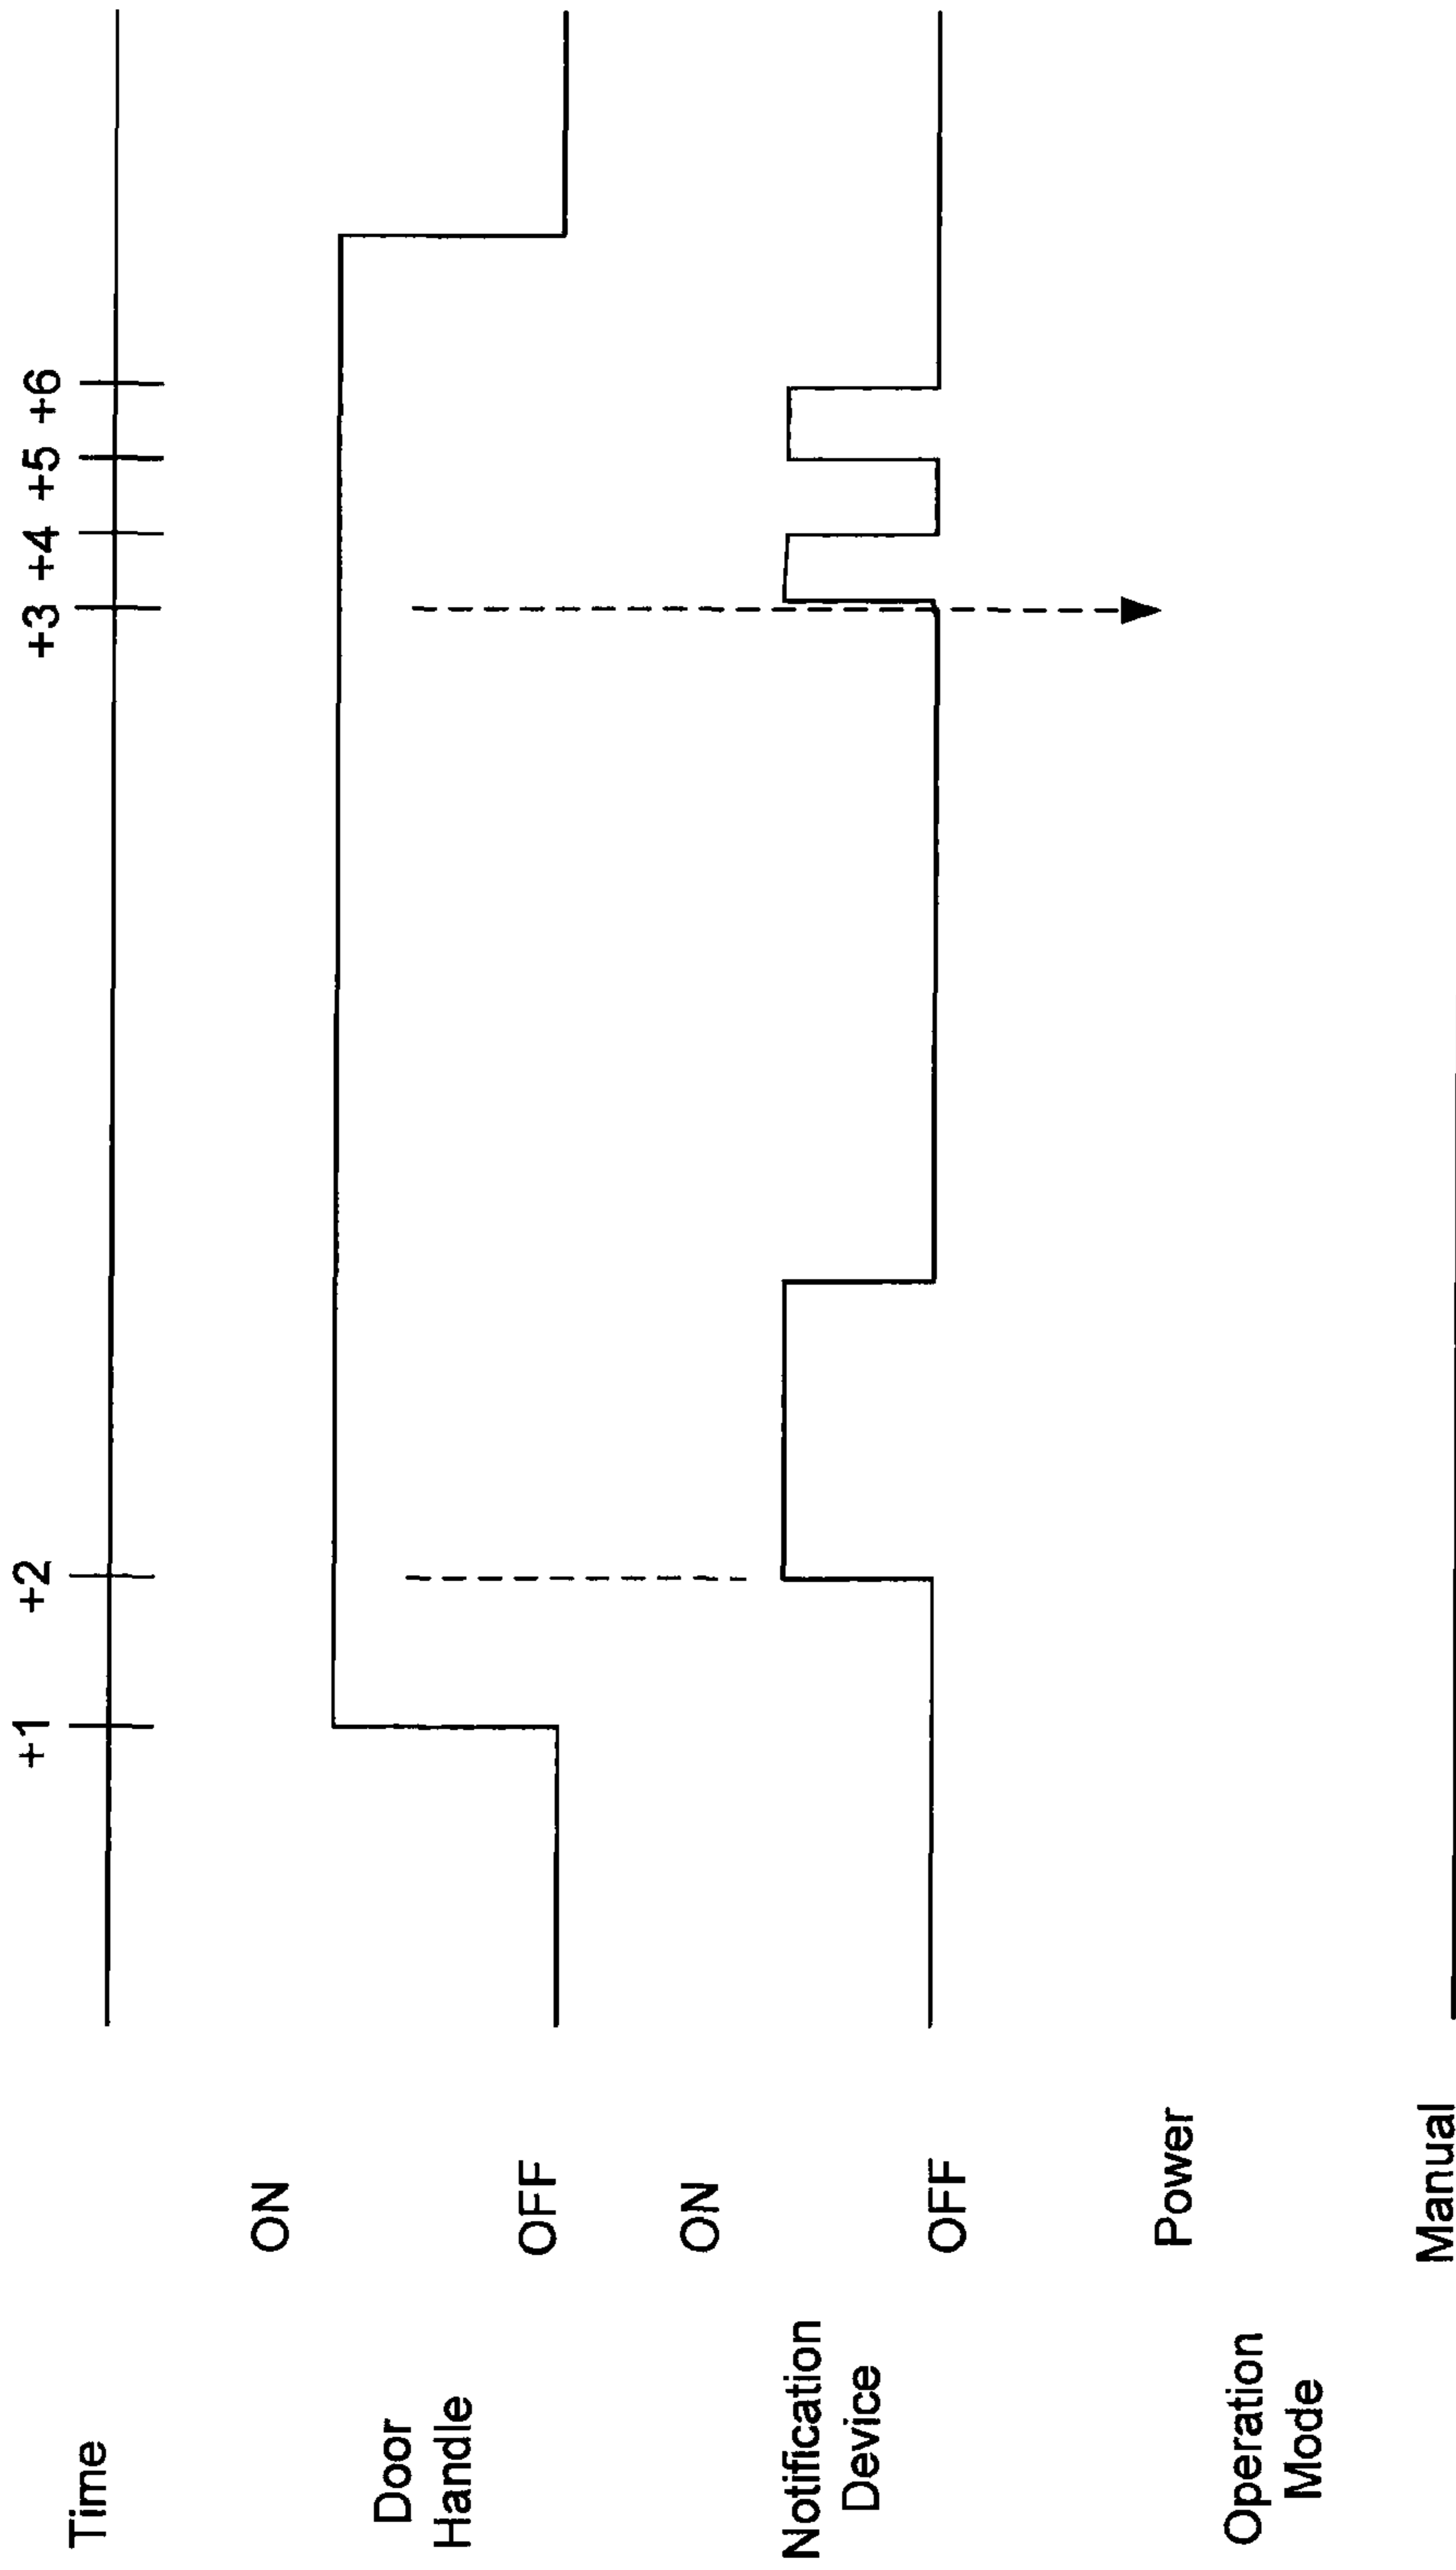 Time
+1 +2 +3 +4 +5 +6
Door
Handle
ON
OFF
Notification
Device
ON
OFF
Operation
Mode
Power
Manual